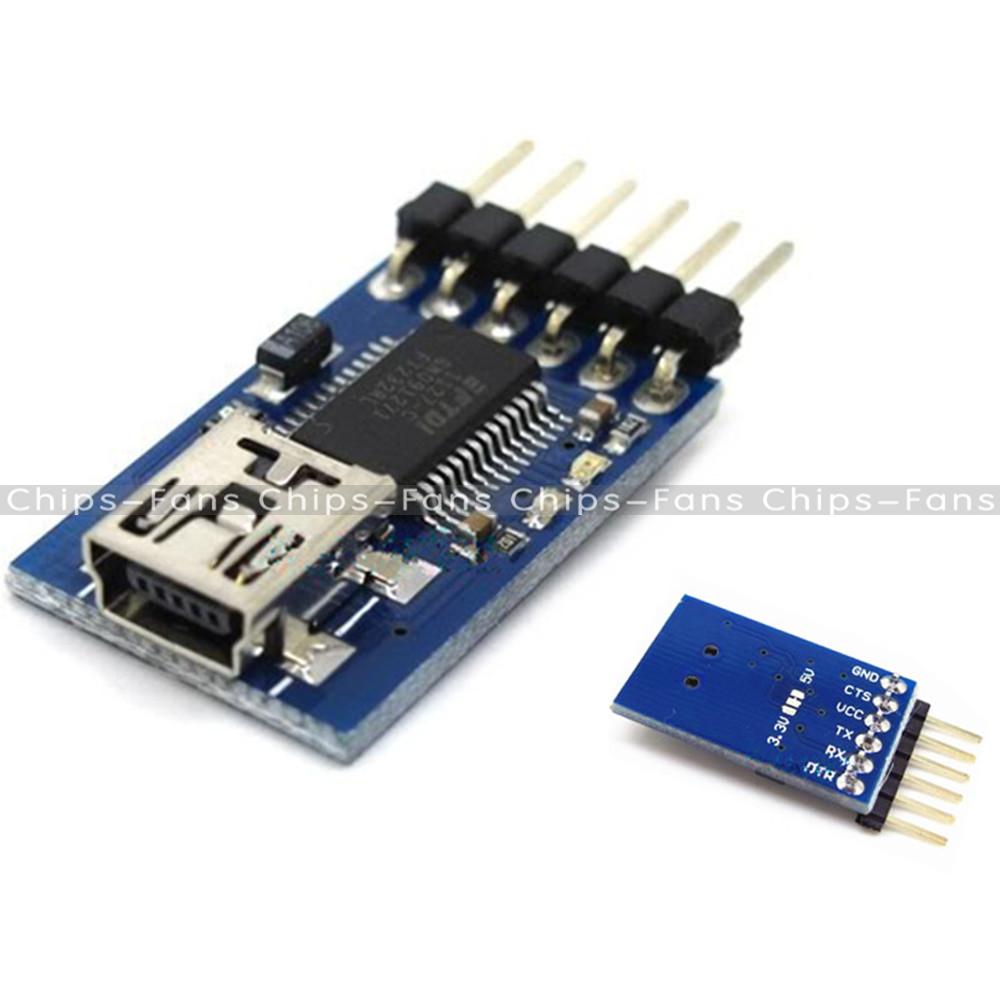 FTDI
FT232RL
Chips-Fans Chips-Fans Chips-Fans Chips-Fans
GND
CTS
VCC
TX
RX
DTR
5V
3.3V